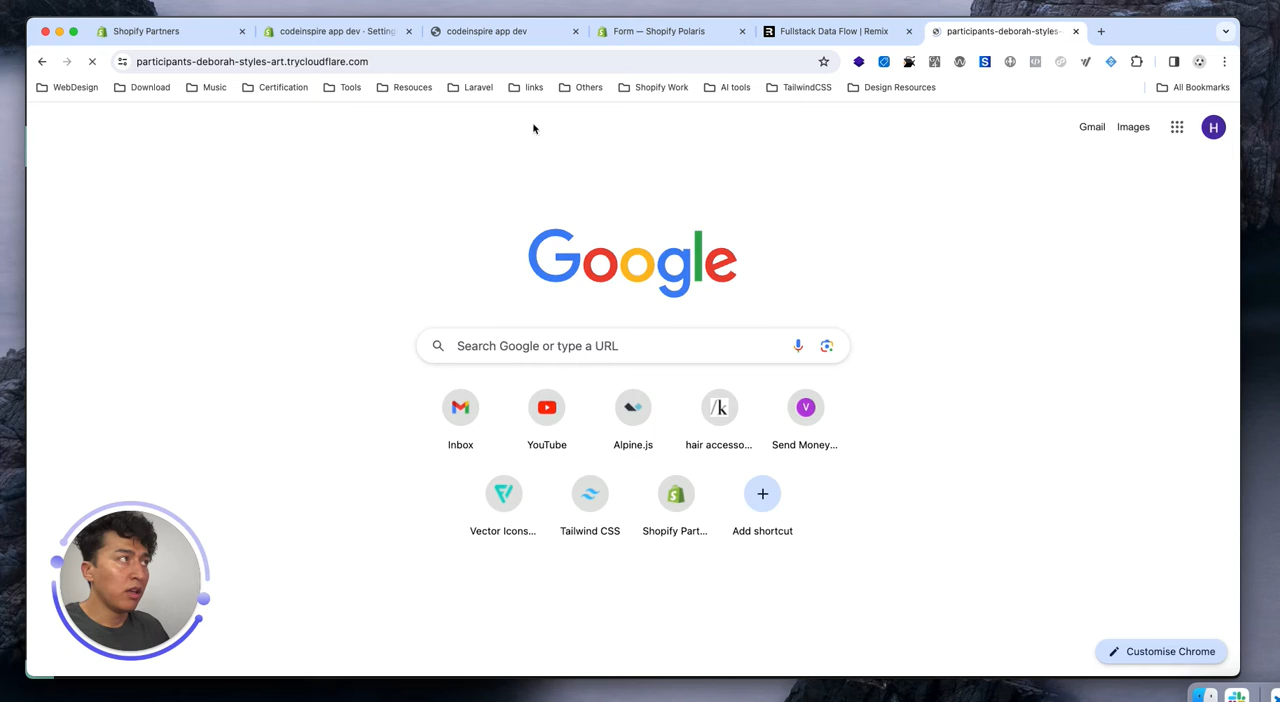 Shopify Partners
codeinspire app dev · Setting
codeinspire app dev
Form — Shopify Polaris
Fullstack Data Flow | Remix
participants-deborah-styles-
participants-deborah-styles-art.trycloudflare.com
WebDesign
Download
Music
Certification
Tools
Resouces
Laravel
links
Others
Shopify Work
AI tools
TailwindCSS
Design Resources
All Bookmarks
Gmail
Images
H
Google
Search Google or type a URL
/k
V
Inbox
YouTube
Alpine.js
hair accesso...
Send Money...
Vector Icons...
Tailwind CSS
Shopify Part...
Add shortcut
Customise Chrome